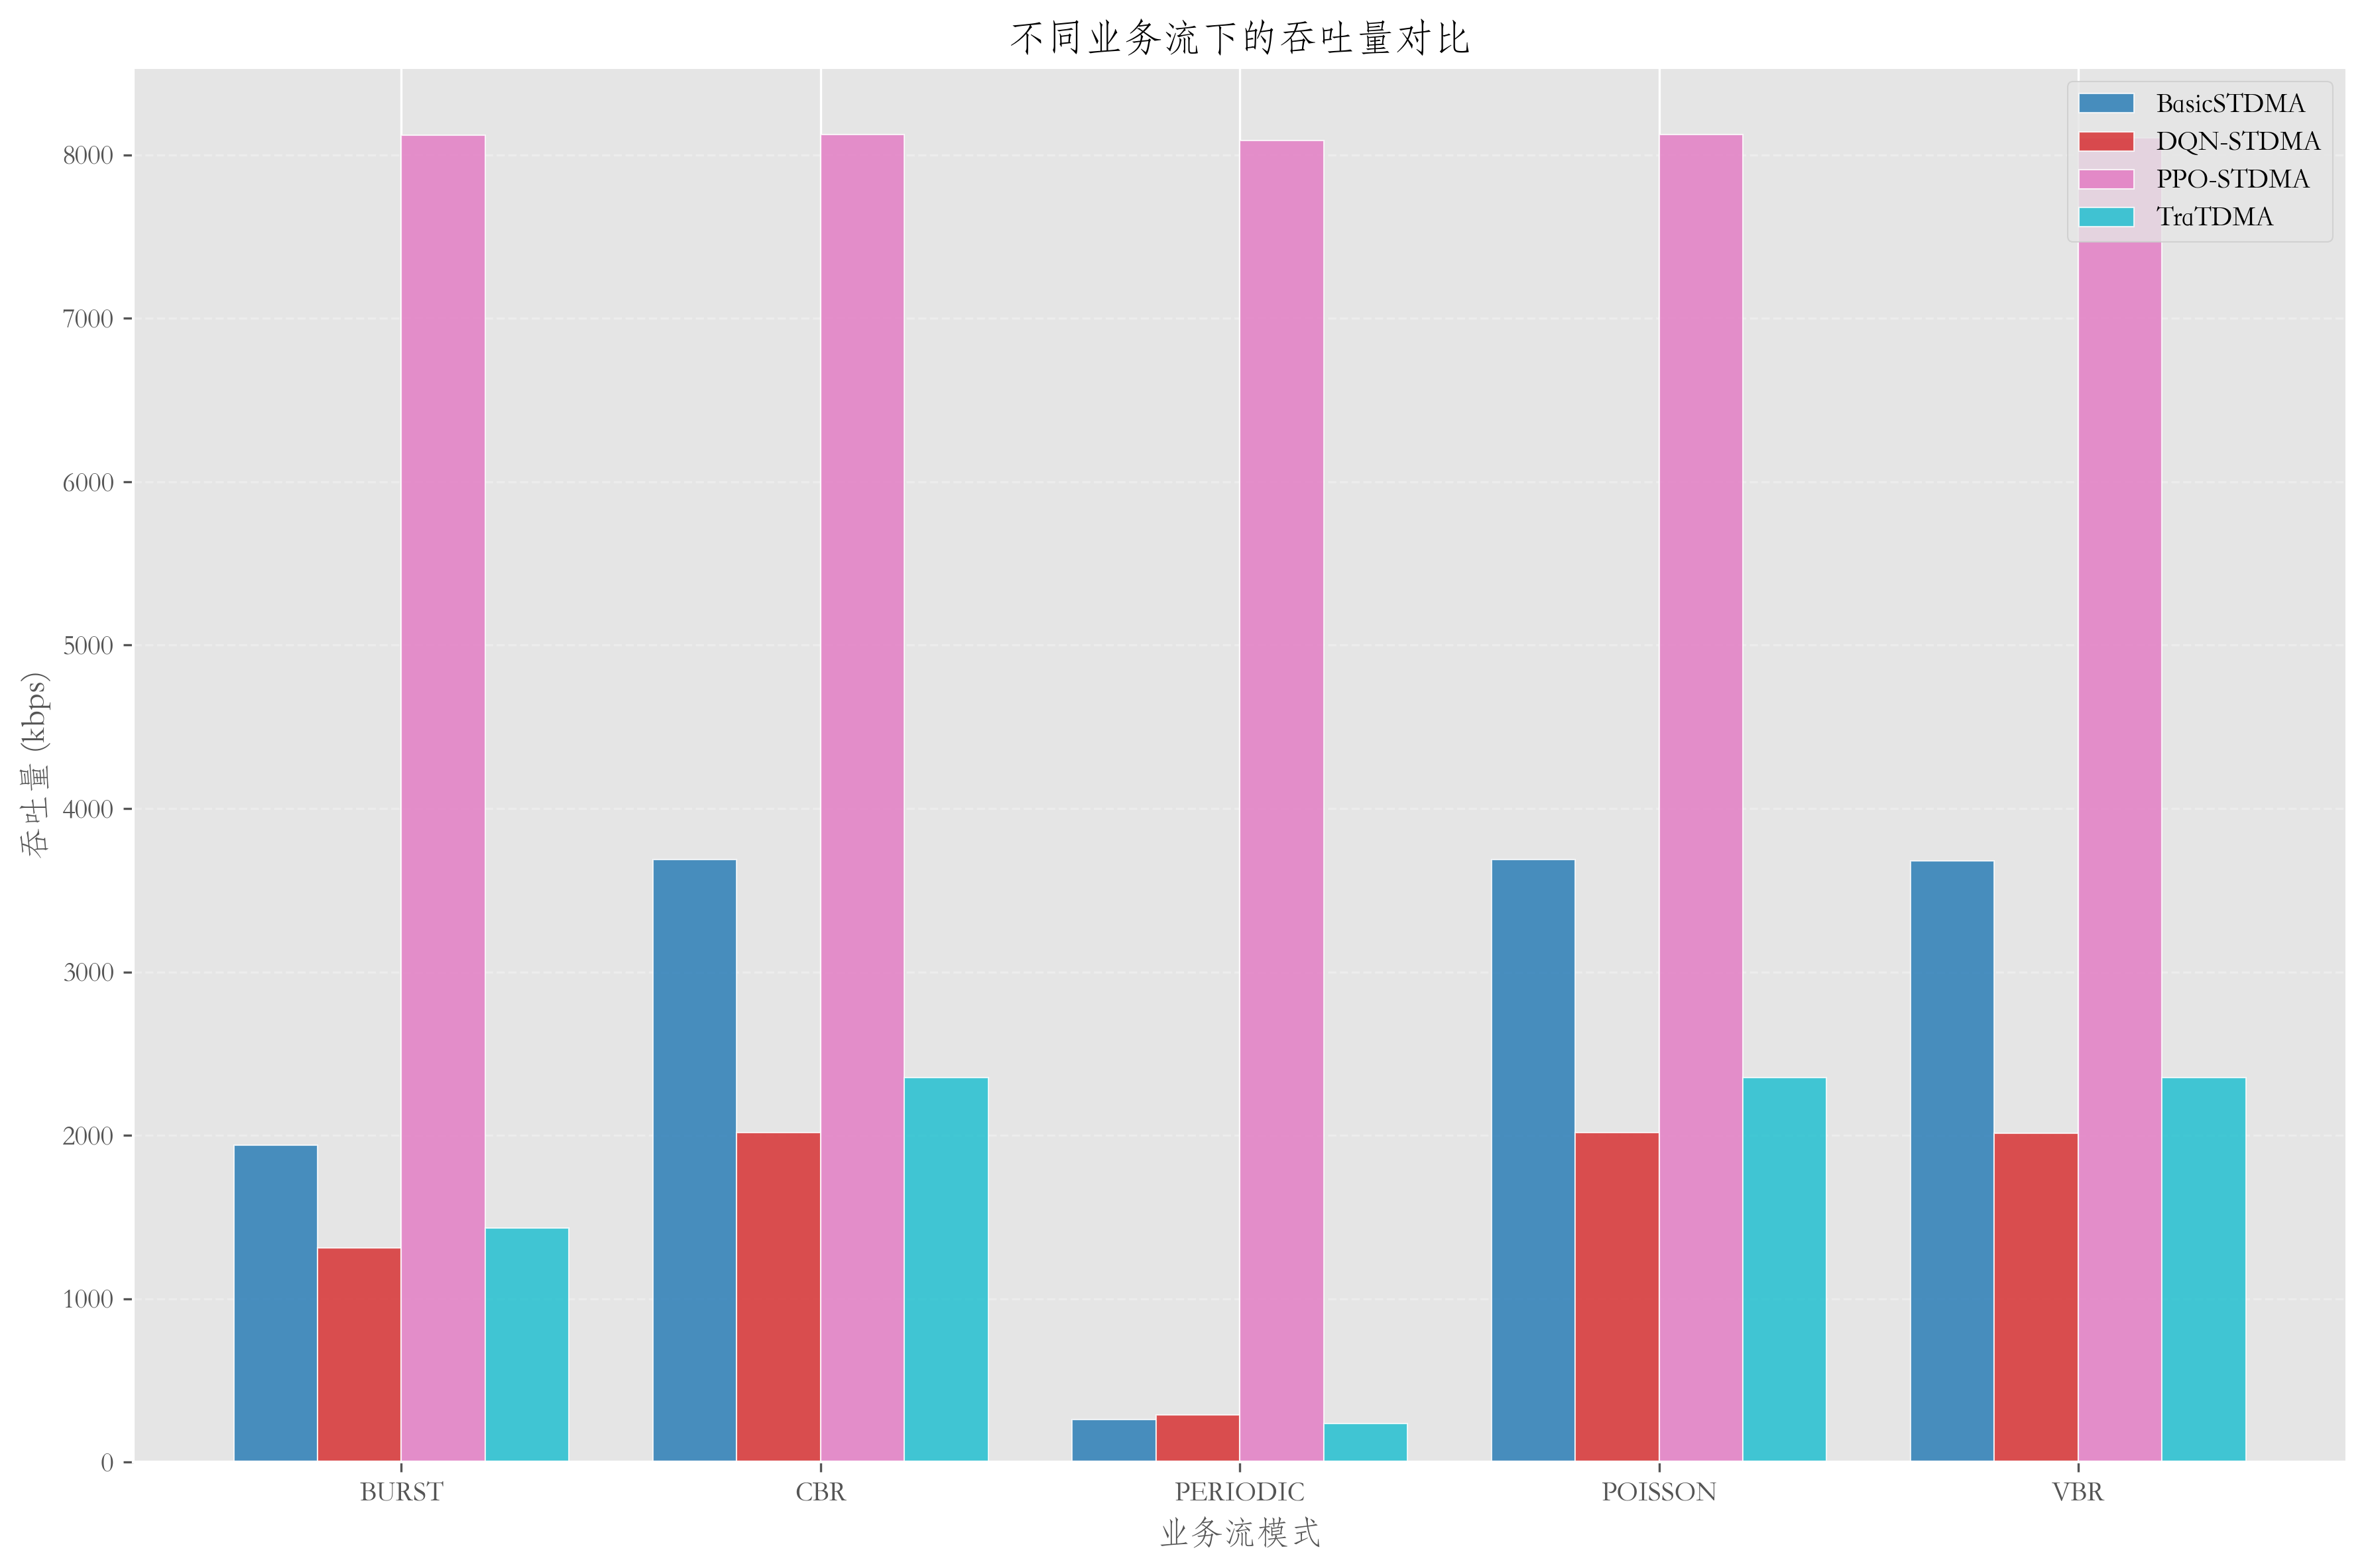 不同业务流下的吞吐量对比
BasicSTDMA
DQN-STDMA
PPO-STDMA
TraTDMA
吞吐量 (kbps)
8000
7000
6000
5000
4000
3000
2000
1000
0
BURST
CBR
PERIODIC
POISSON
VBR
业务流模式